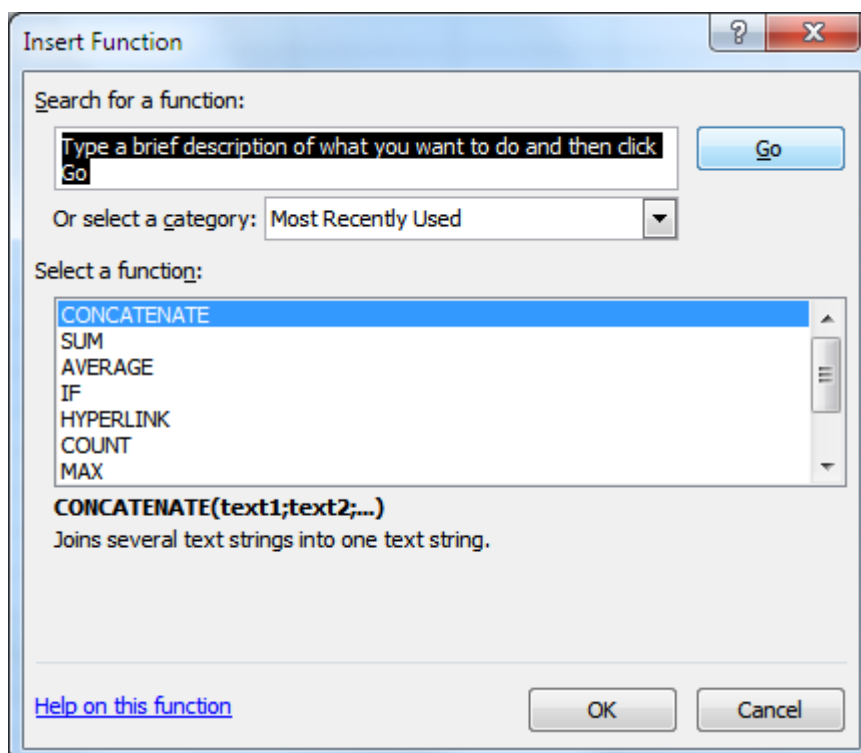 Insert Function
Search for a function:
Type a brief description of what you want to do and then click
Go
Go
Or select a category: Most Recently Used
Select a function:
CONCATENATE
SUM
AVERAGE
IF
HYPERLINK
COUNT
MAX
CONCATENATE(text1;text2;...)
Joins several text strings into one text string.
Help on this function OK Cancel